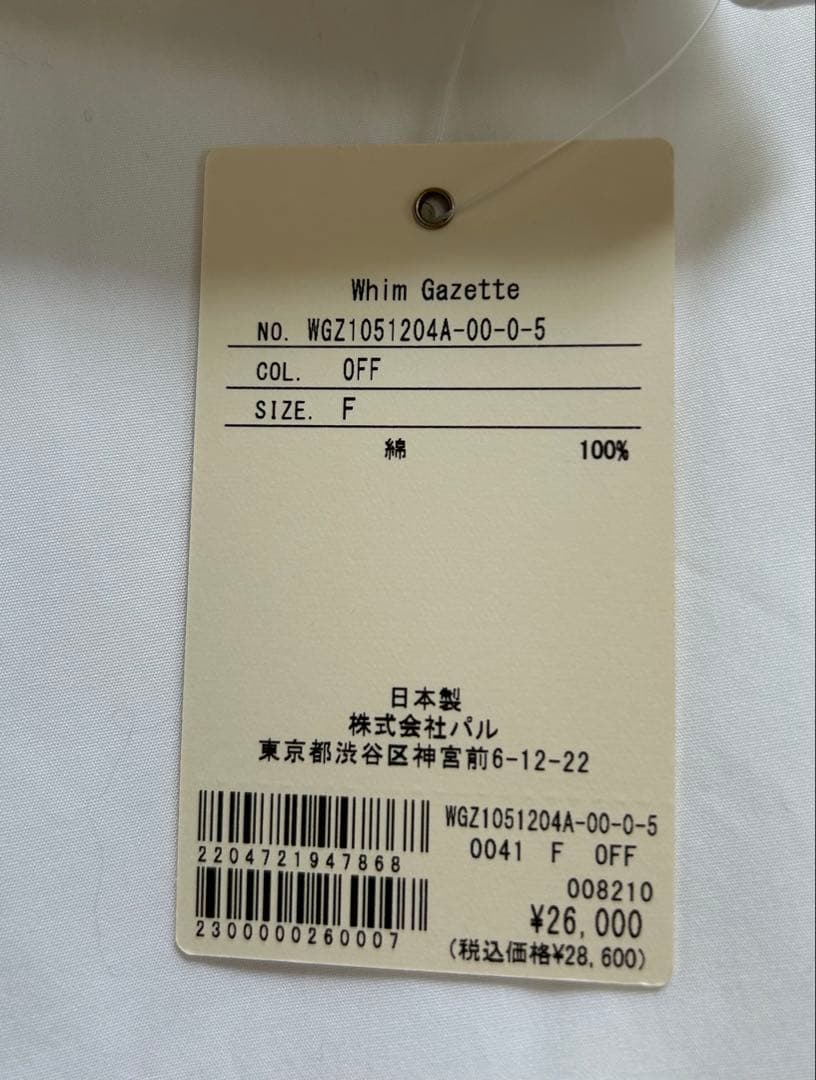 Whim Gazette
NO. WGZ1051204A-00-0-5
COL. OFF
SIZE. F
綿 100%
日本製
株式会社パル
東京都渋谷区神宮前6-12-22
2204721947868
2300000260007
WGZ1051204A-00-0-5
0041 F OFF
008210
¥26,000
(税込価格¥28,600)